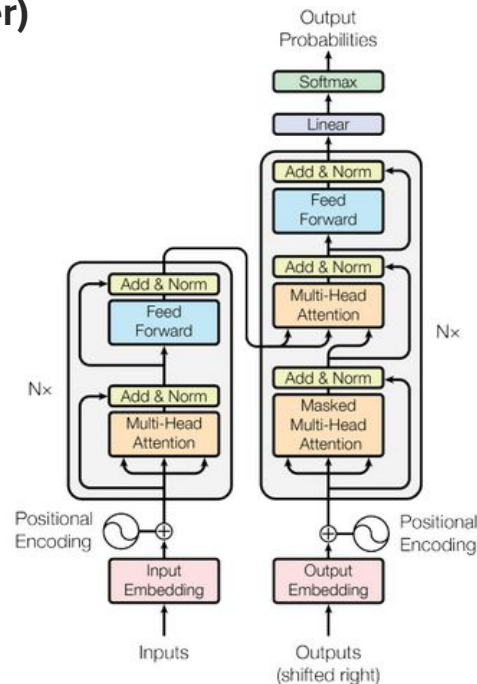 er)
Output
Probabilities
Softmax
Linear
Add & Norm
Feed
Forward
Add & Norm
Multi-Head
Attention
Nx
Add & Norm
Masked
Multi-Head
Attention
Positional
Encoding
Output
Embedding
Outputs
(shifted right)
Add & Norm
Feed
Forward
Nx
Add & Norm
Multi-Head
Attention
Positional
Encoding
Input
Embedding
Inputs